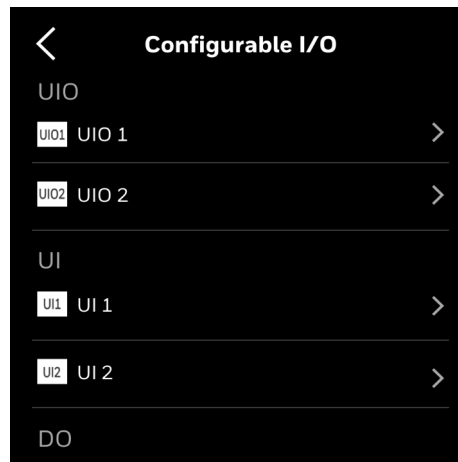 Configurable I/O
UIO
UIO1 UIO 1
UIO2 UIO 2
UI
UI1 UI 1
UI2 UI 2
DO